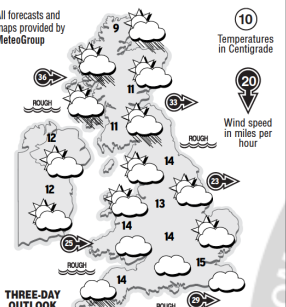 All forecasts and
maps provided by
MeteoGroup
9
10
Temperatures
in Centigrade
36
11
20
ROUGH
33
Wind speed
in miles per
hour
11
ROUGH
12
14
12
23
13
14
14
25
ROUGH
15
14
THREE-DAY
OUTLOOK
ROUGH
29